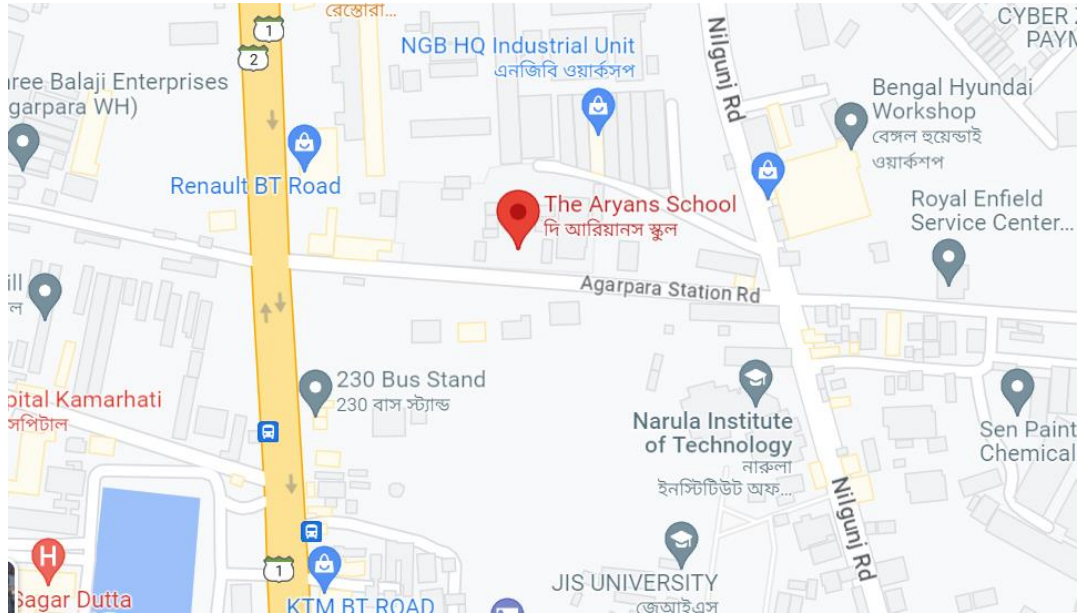 রেস্তোরা...
1
2
NGB HQ Industrial Unit
এনজিবি ওয়ার্কসপ
Nilgunj Rd
CYBER
PAYM
ree Balaji Enterprises
garpara WH)
Bengal Hyundai
Workshop
বেঙ্গল হুয়েন্ডাই
ওয়ার্কশপ
Renault BT Road
The Aryans School
দি আরিয়ানস স্কুল
Royal Enfield
Service Center...
Agarpara Station Rd
ill
ল
230 Bus Stand
230 বাস স্ট্যান্ড
pital Kamarhati
সপিটাল
Narula Institute
of Technology
নারুলা
ইনস্টিটিউট অফ...
Sen Paint
Chemical
Nilgunj Rd
1
H
Sagar Dutta
KTM BT ROAD
JIS UNIVERSITY
জেআইএস